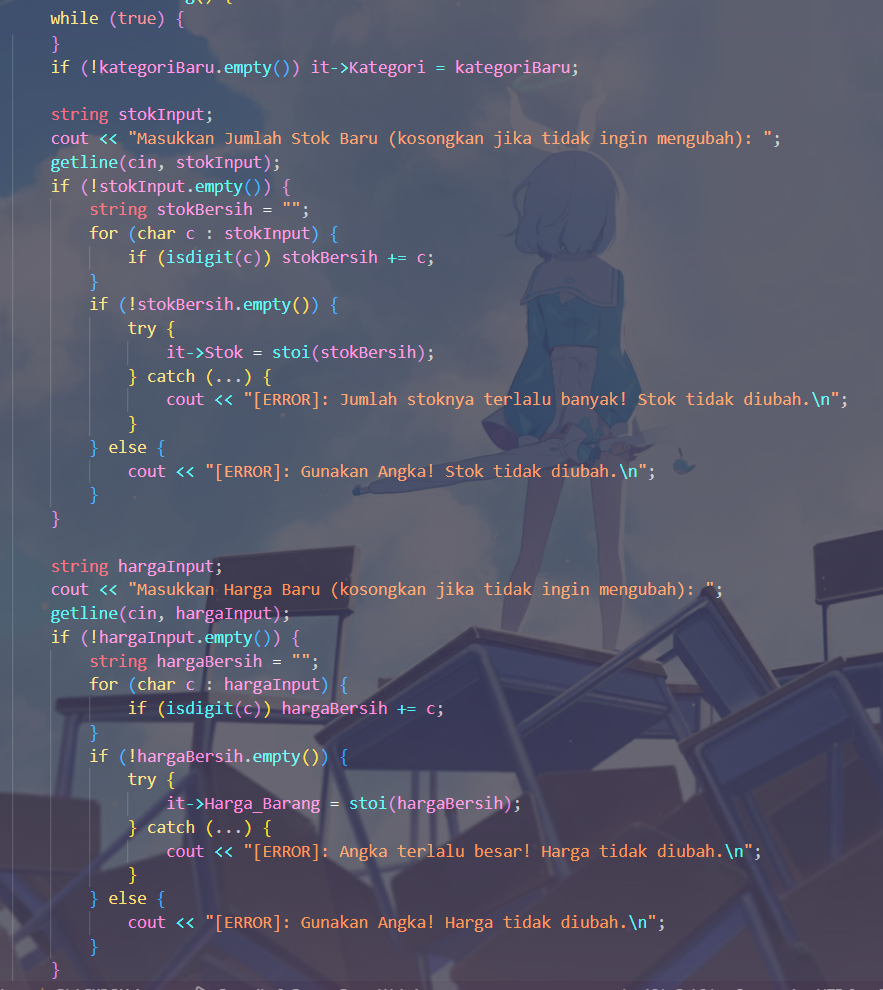 while (true) {
}
if (!kategoriBaru.empty()) it->Kategori = kategoriBaru;
string stokInput;
cout << "Masukkan Jumlah Stok Baru (kosongkan jika tidak ingin mengubah): ";
getline(cin, stokInput);
if (!stokInput.empty()) {
string stokBersih = "";
for (char c : stokInput) {
if (isdigit(c)) stokBersih += c;
}
if (!stokBersih.empty()) {
try {
it->Stok = stoi(stokBersih);
} catch (...) {
cout << "[ERROR]: Jumlah stoknya terlalu banyak! Stok tidak diubah.\n";
}
} else {
cout << "[ERROR]: Gunakan Angka! Stok tidak diubah.\n";
}
}
string hargaInput;
cout << "Masukkan Harga Baru (kosongkan jika tidak ingin mengubah): ";
getline(cin, hargaInput);
if (!hargaInput.empty()) {
string hargaBersih = "";
for (char c : hargaInput) {
if (isdigit(c)) hargaBersih += c;
}
if (!hargaBersih.empty()) {
try {
it->Harga_Barang = stoi(hargaBersih);
} catch (...) {
cout << "[ERROR]: Angka terlalu besar! Harga tidak diubah.\n";
}
} else {
cout << "[ERROR]: Gunakan Angka! Harga tidak diubah.\n";
}
}